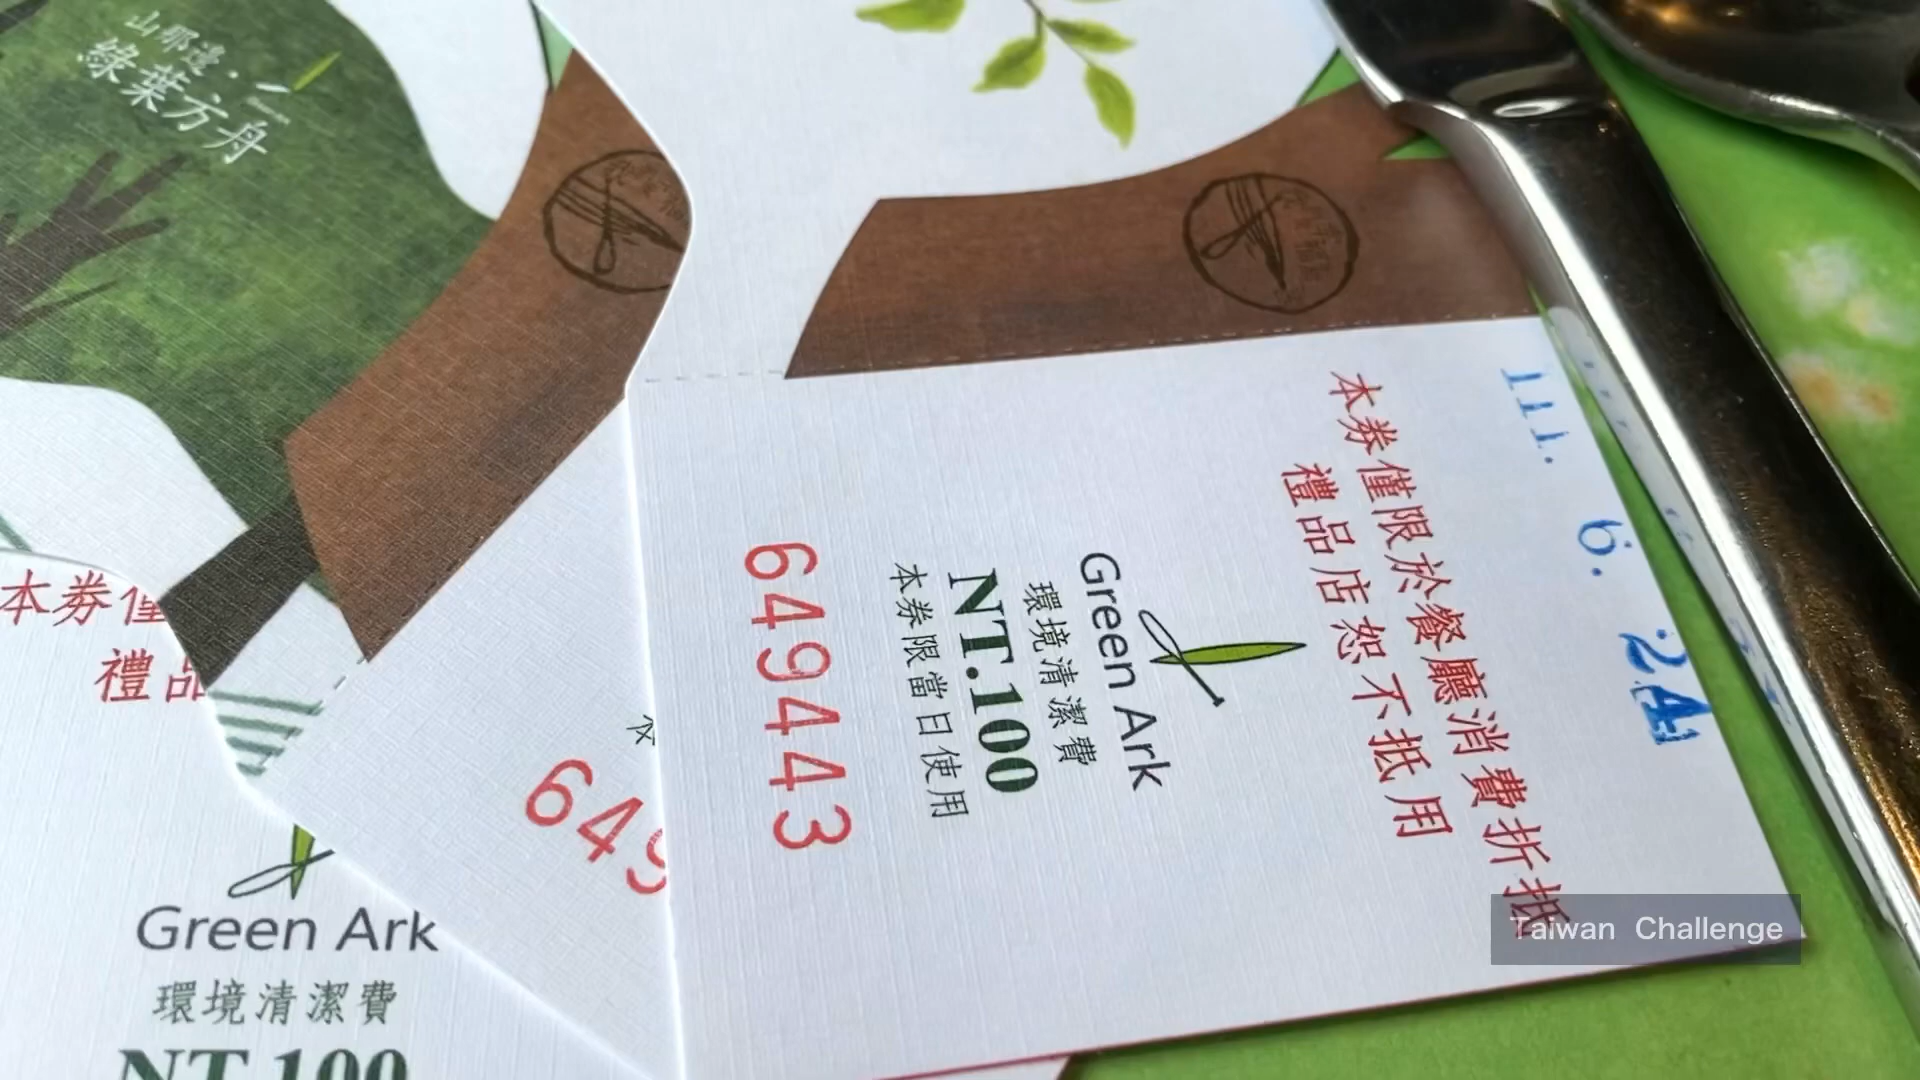 山那邊·
綠葉方舟
本券僅限於餐廳消費折抵
禮品店恕不抵用
111. 6. 24
Green Ark
環境清潔費
NT.100
本券限當日使用
649443
本券僅
禮品
649
Green Ark
環境清潔費
NT.100
Taiwan Challenge